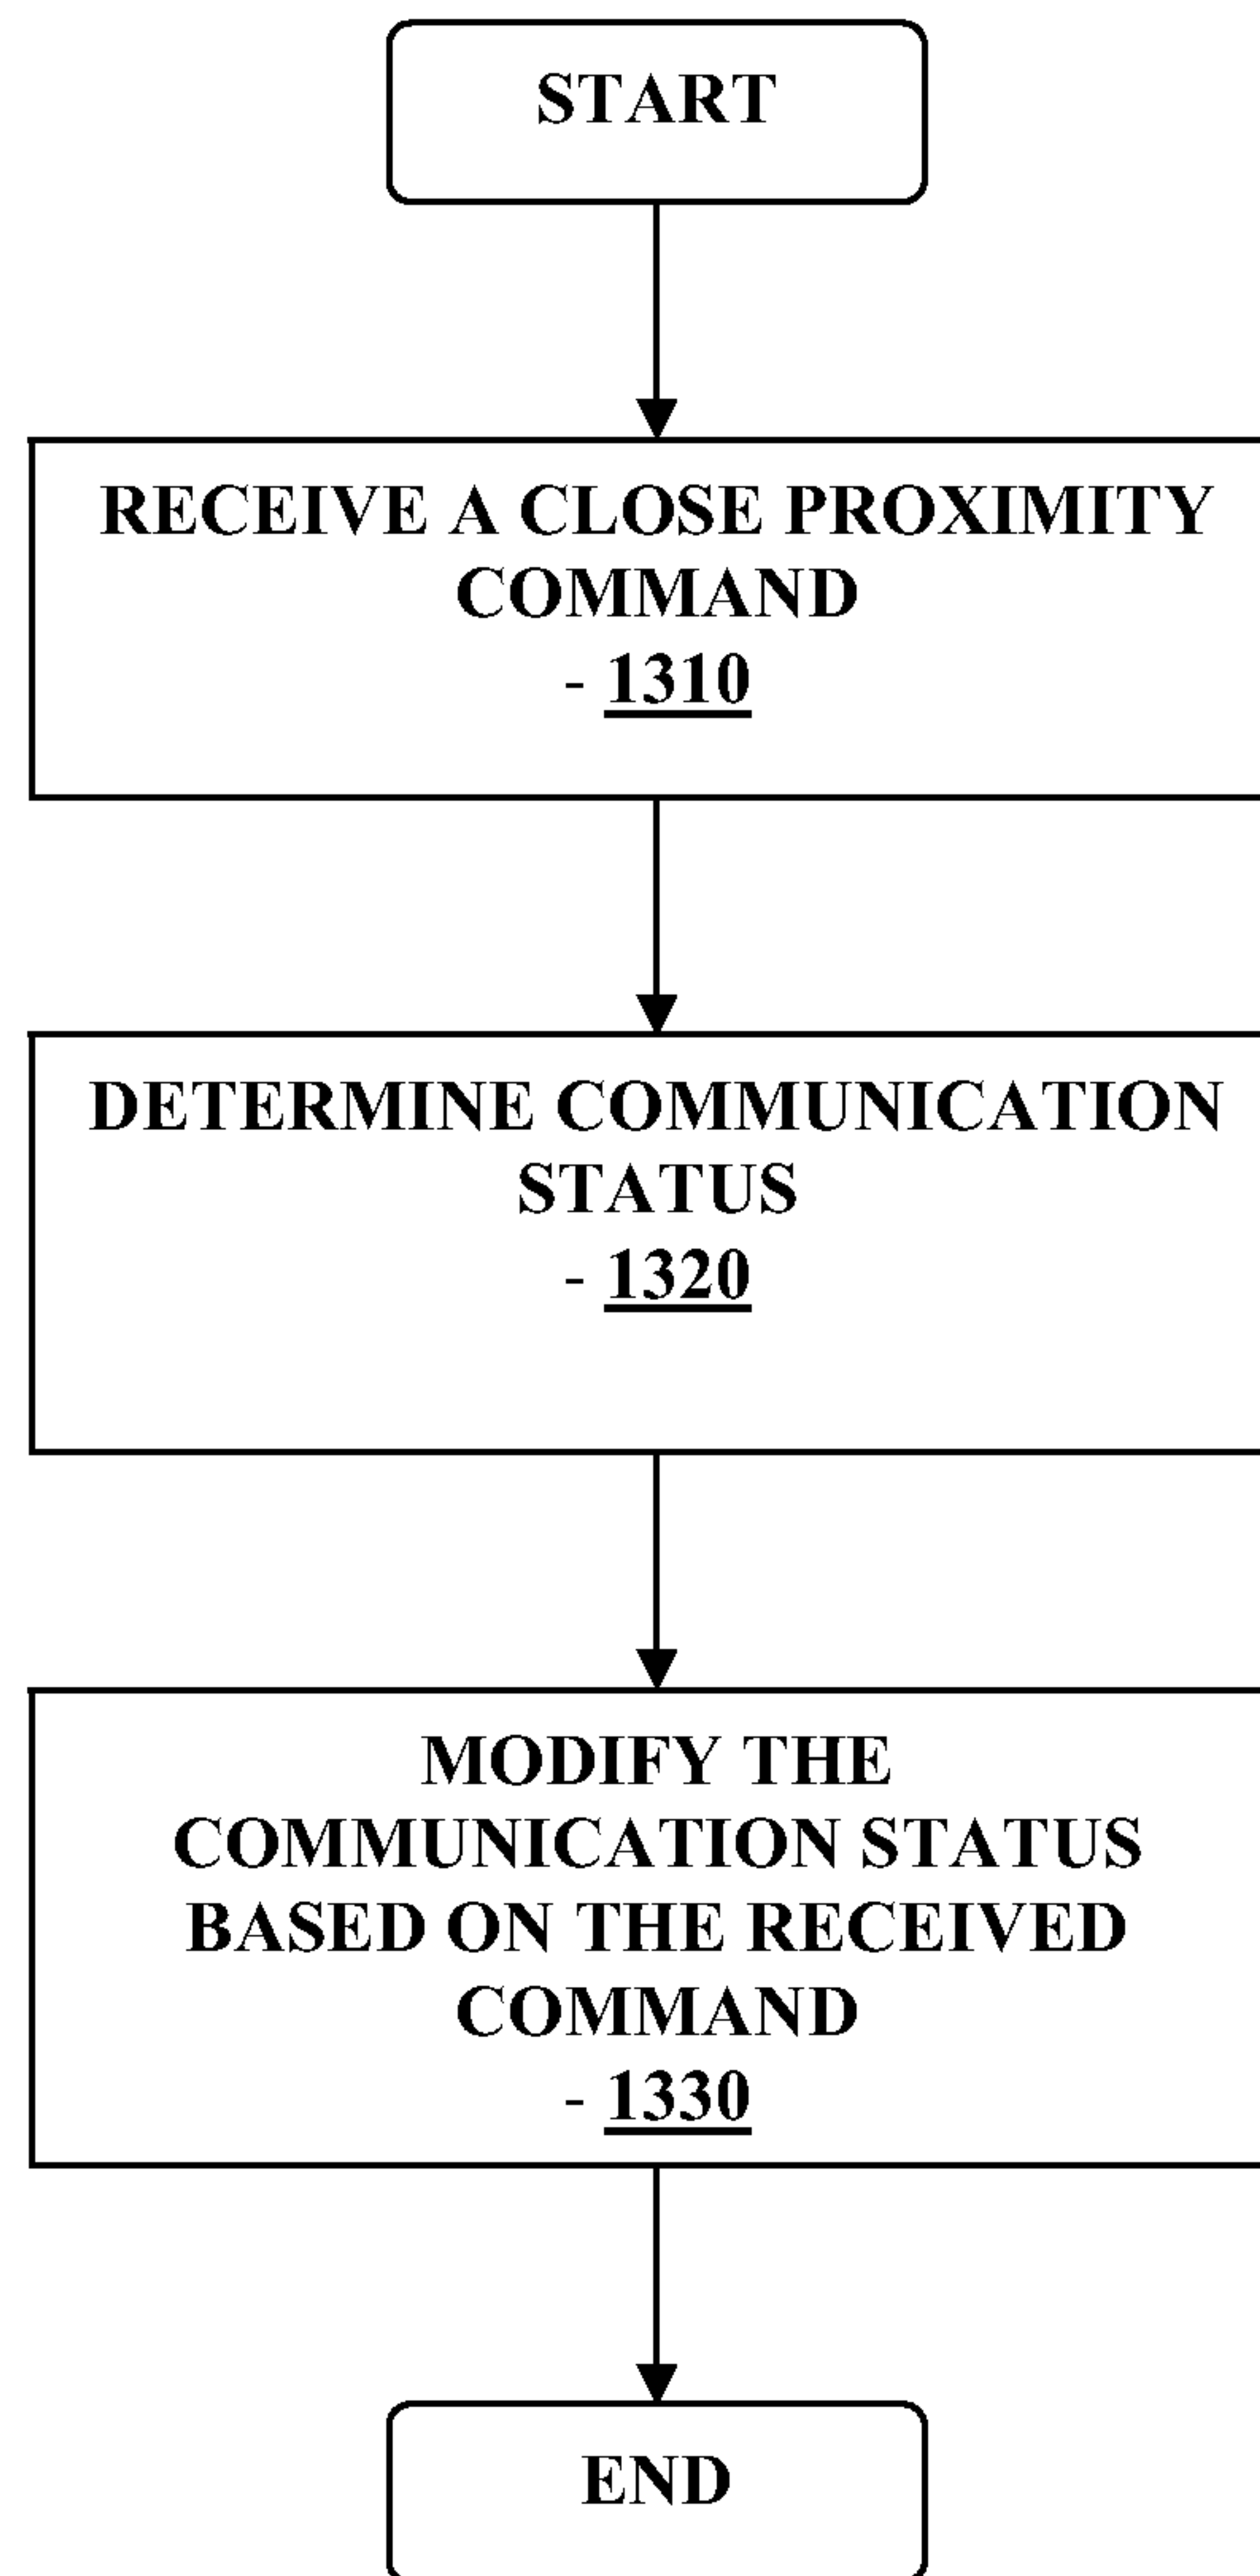 START
RECEIVE A CLOSE PROXIMITY
COMMAND
- 1310
DETERMINE COMMUNICATION
STATUS
- 1320
MODIFY THE
COMMUNICATION STATUS
BASED ON THE RECEIVED
COMMAND
- 1330
END